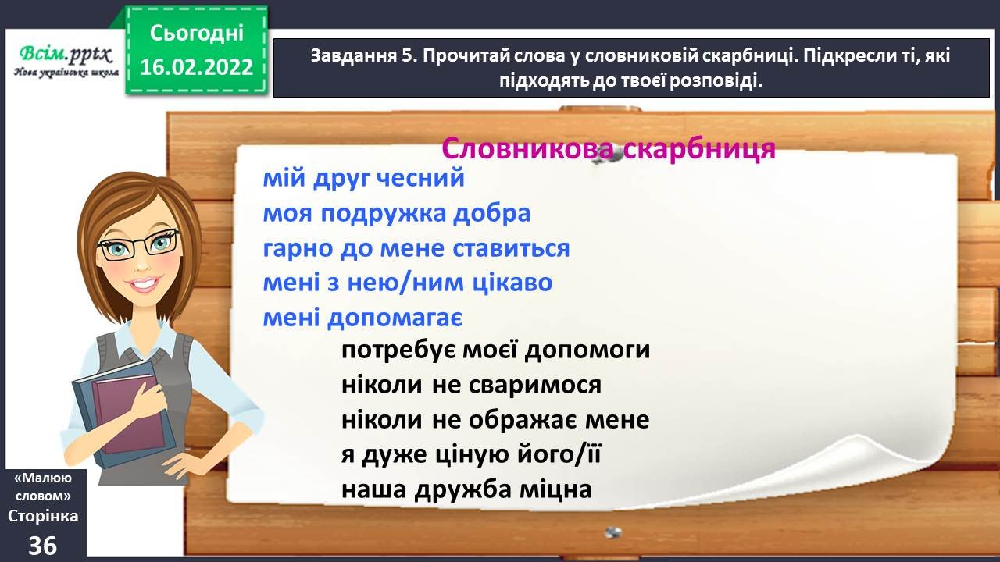 Всім.pptx
Нова українська школа
Сьогодні
16.02.2022
Завдання 5. Прочитай слова у словниковій скарбниці. Підкресли ті, які
підходять до твоєї розповіді.
Словникова скарбниця
мій друг чесний
моя подружка добра
гарно до мене ставиться
мені з нею/ним цікаво
мені допомагає
потребує моєї допомоги
ніколи не сваримося
ніколи не ображає мене
я дуже ціную його/її
наша дружба міцна
«Малюю
словом»
Сторінка
36